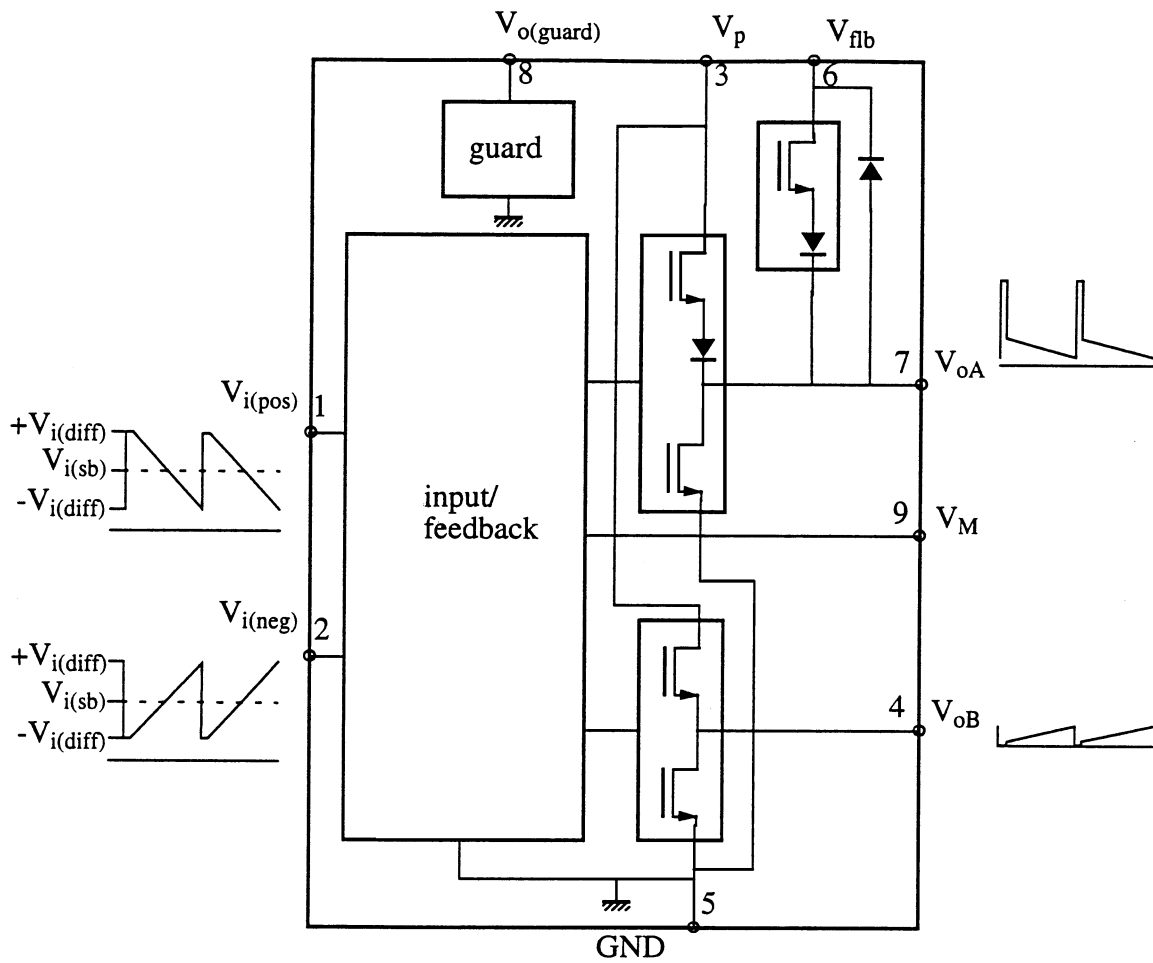 V_o(guard)
V_p
V_flb
8
3
6
guard
7
V_oA
V_i(pos)
1
+V_i(diff)
V_i(sb)
-V_i(diff)
input/
feedback
9
V_M
V_i(neg)
2
+V_i(diff)
V_i(sb)
-V_i(diff)
4
V_oB
5
GND